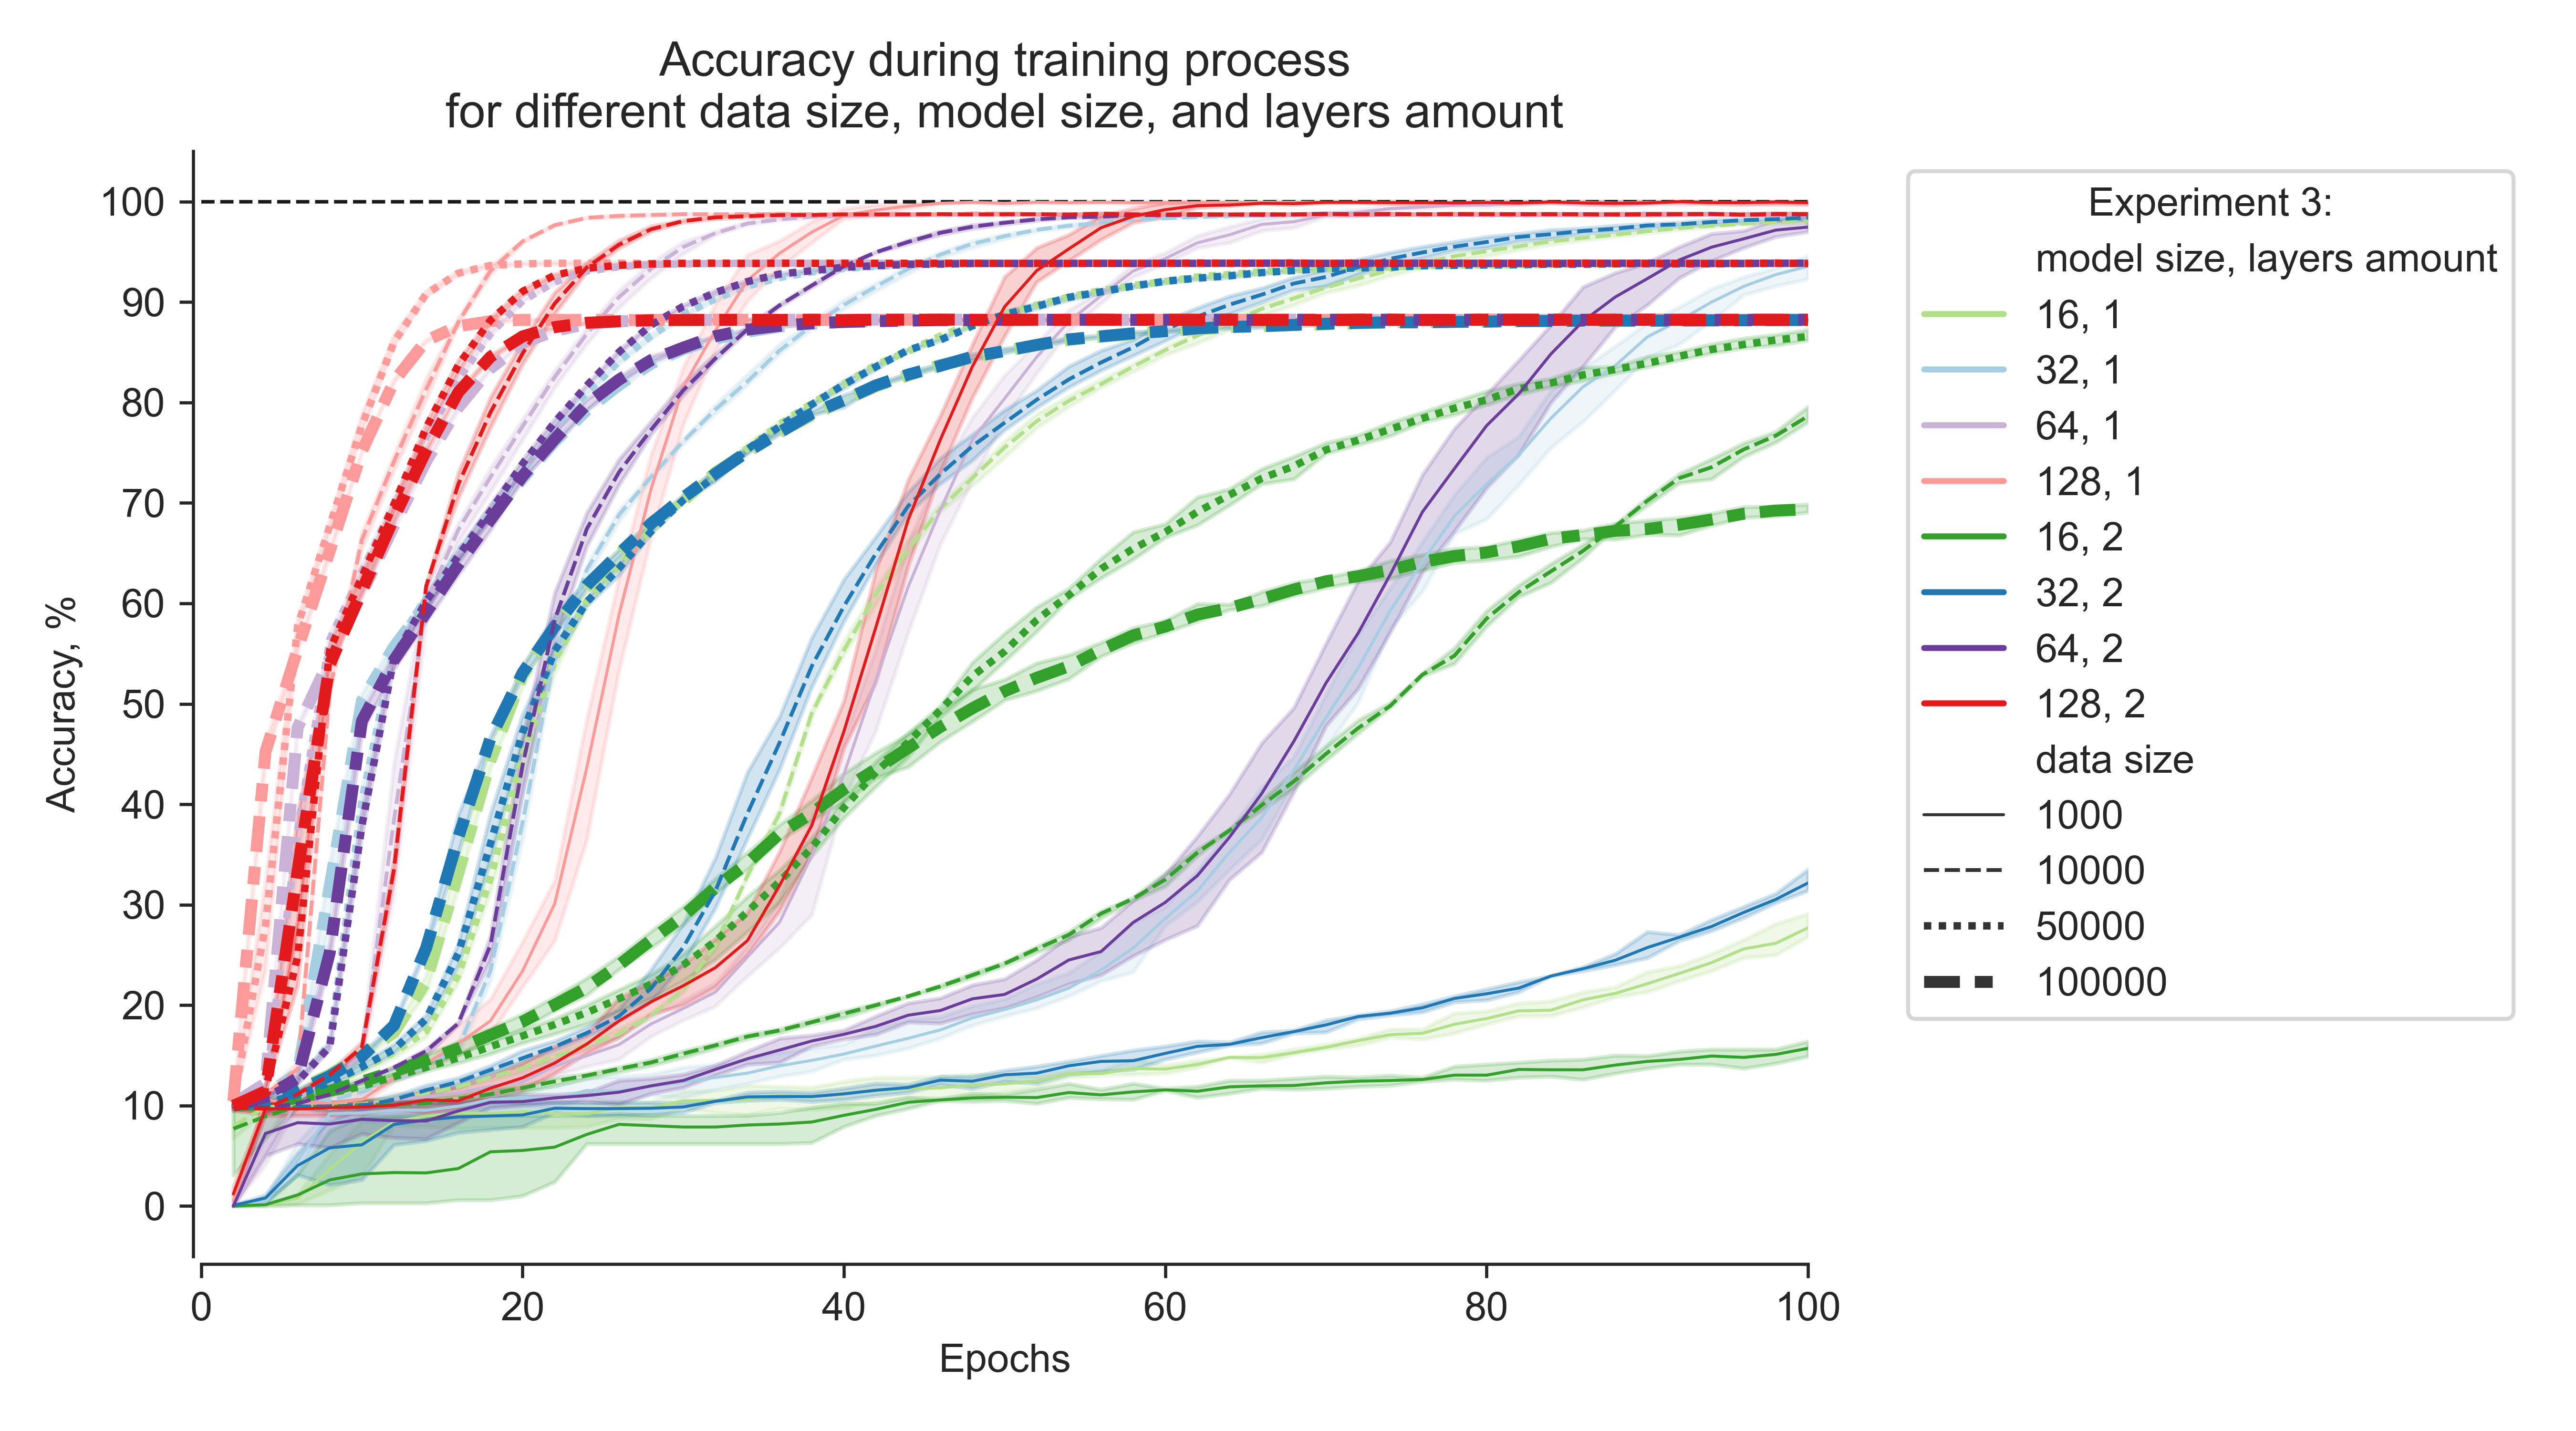 Accuracy during training process
for different data size, model size, and layers amount
100
90
80
70
60
50
40
30
20
10
0
Accuracy, %
0 20 40 60 80 100
Epochs
Experiment 3:
model size, layers amount
16, 1
32, 1
64, 1
128, 1
16, 2
32, 2
64, 2
128, 2
data size
1000
10000
50000
100000